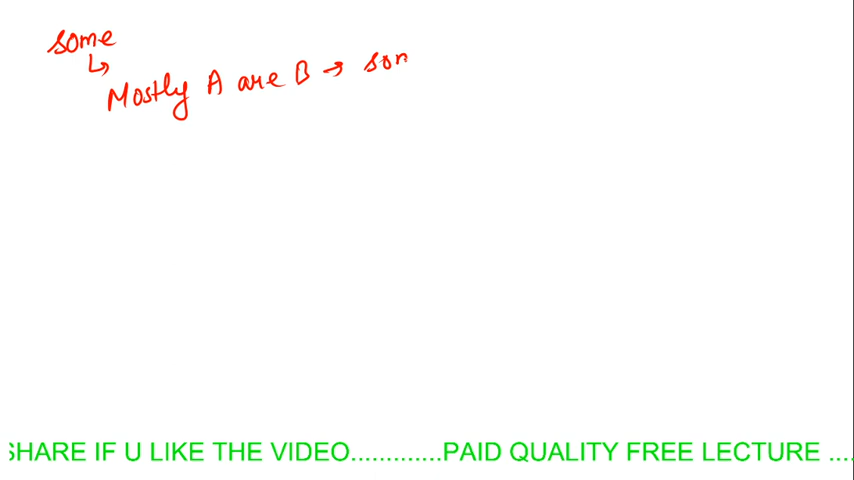 some
↳
Mostly A are B → som
SHARE IF U LIKE THE VIDEO.............PAID QUALITY FREE LECTURE ....